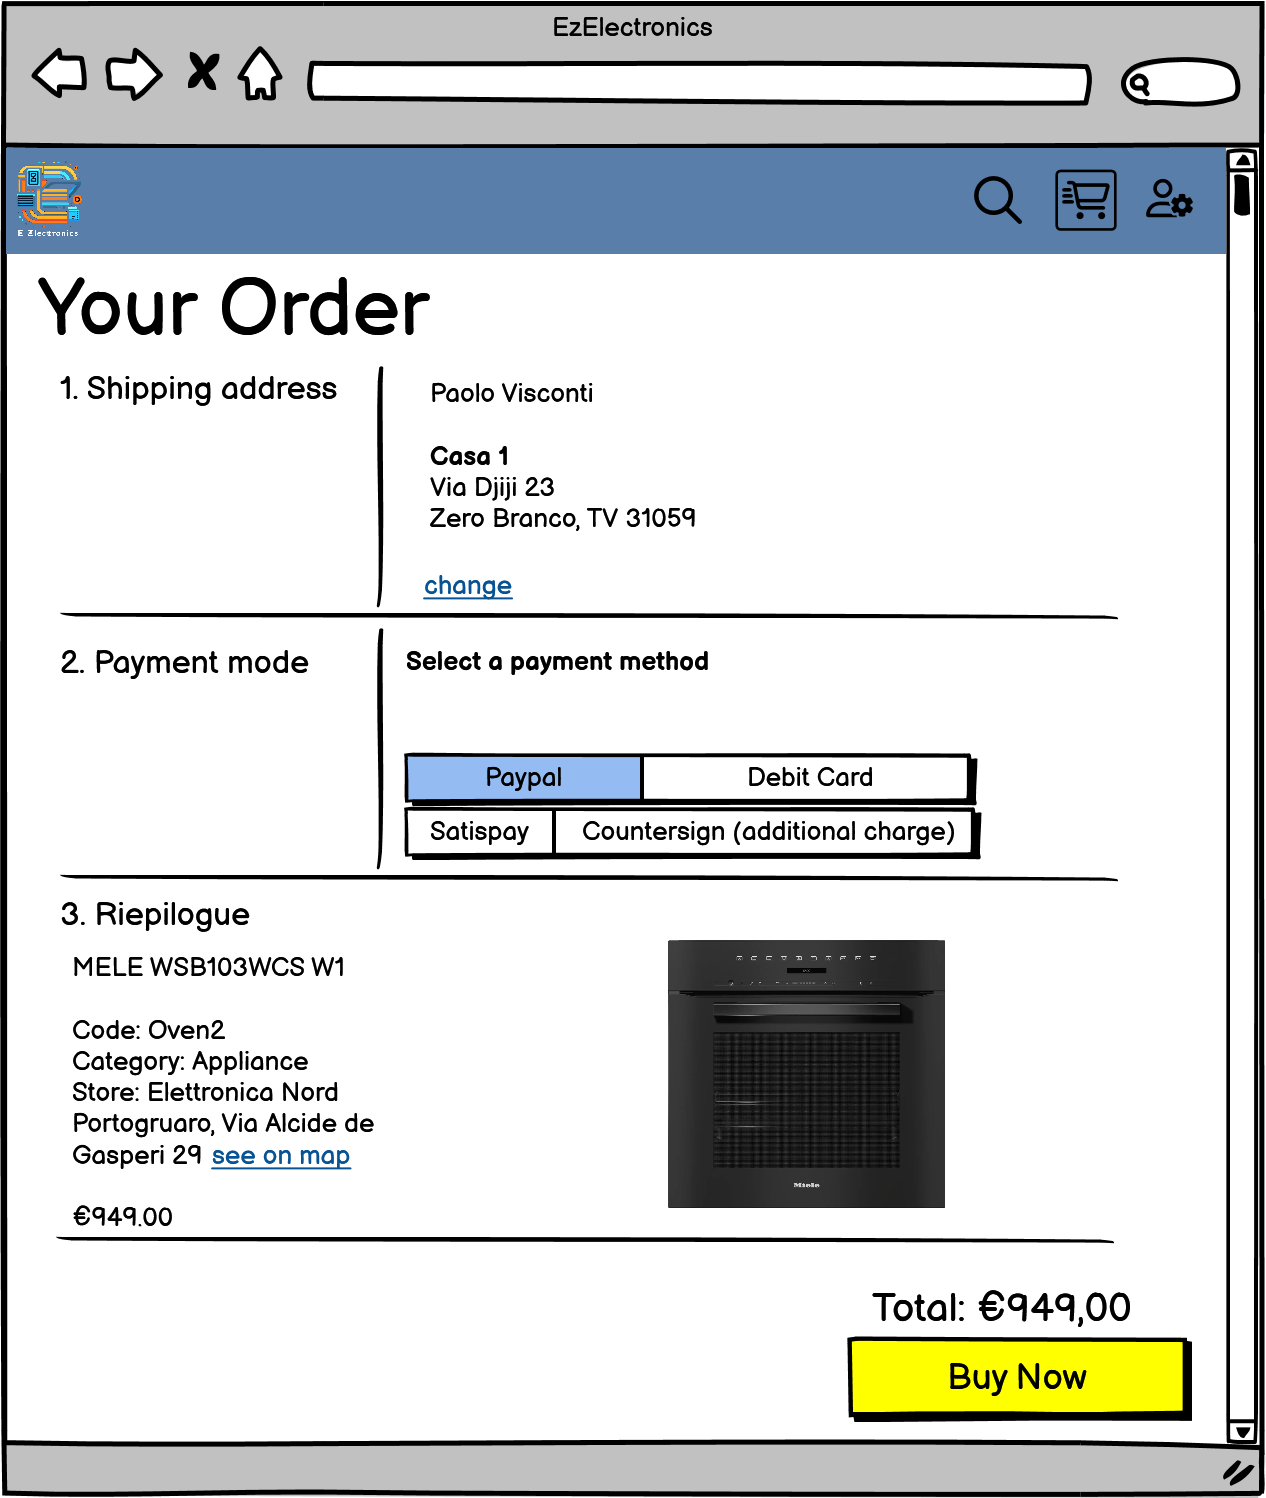 EzElectronics
E Zlectronics
Your Order
1. Shipping address
Paolo Visconti
Casa 1
Via Djiji 23
Zero Branco, TV 31059
change
2. Payment mode
Select a payment method
Paypal
Debit Card
Satispay
Countersign (additional charge)
3. Riepilogue
MELE WSB103WCS W1
Code: Oven2
Category: Appliance
Store: Elettronica Nord
Portogruaro, Via Alcide de
Gasperi 29 see on map
€949.00
Miele
Total: €949,00
Buy Now